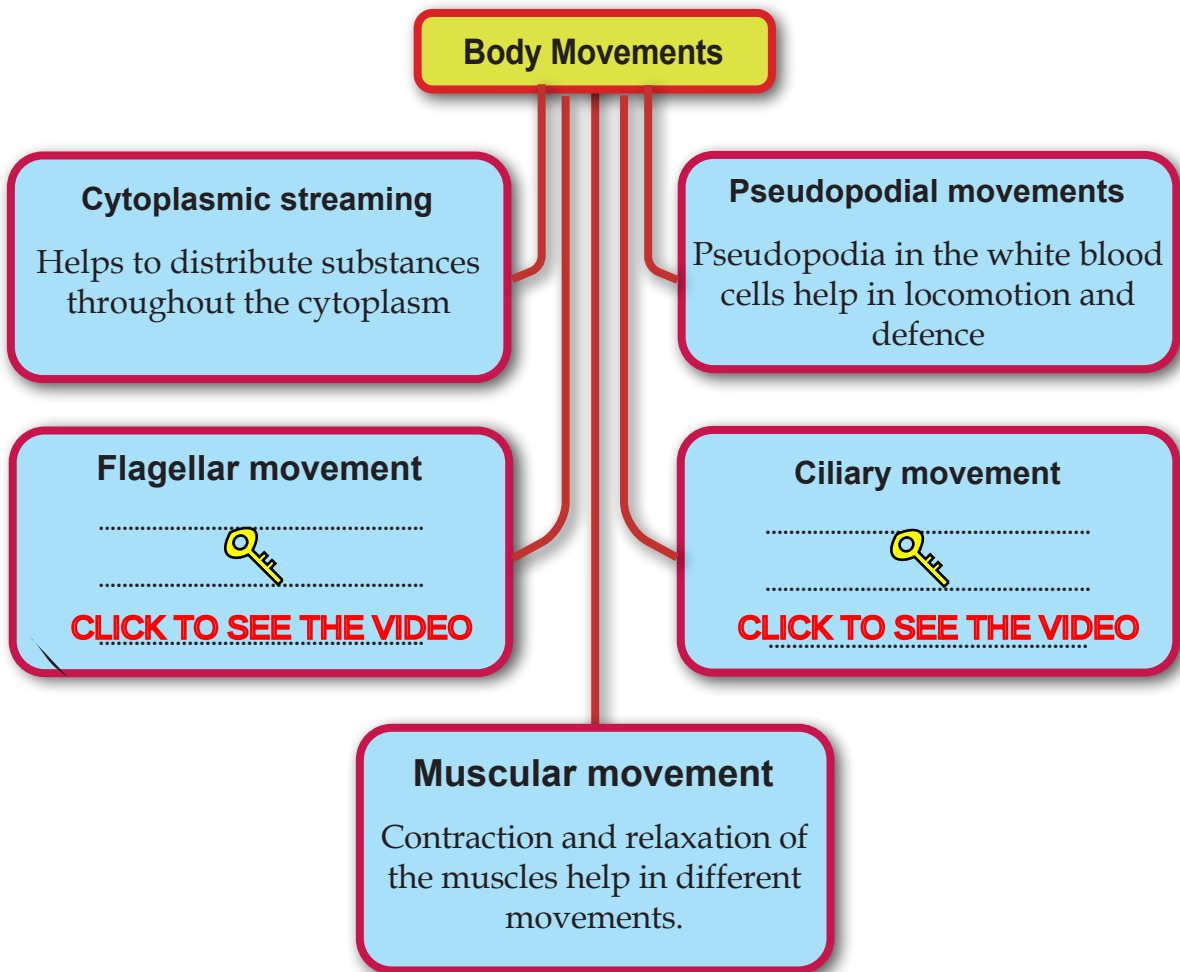 Body Movements
Cytoplasmic streaming
Helps to distribute substances
throughout the cytoplasm
Pseudopodial movements
Pseudopodia in the white blood
cells help in locomotion and
defence
Flagellar movement
CLICK TO SEE THE VIDEO
Ciliary movement
CLICK TO SEE THE VIDEO
Muscular movement
Contraction and relaxation of
the muscles help in different
movements.